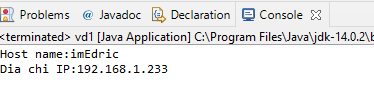 Problems @ Javadoc Declaration Console
<terminated> vd1 [Java Application] C:\Program Files\Java\jdk-14.0.2\b
Host name:imEdric
Dia chi IP:192.168.1.233